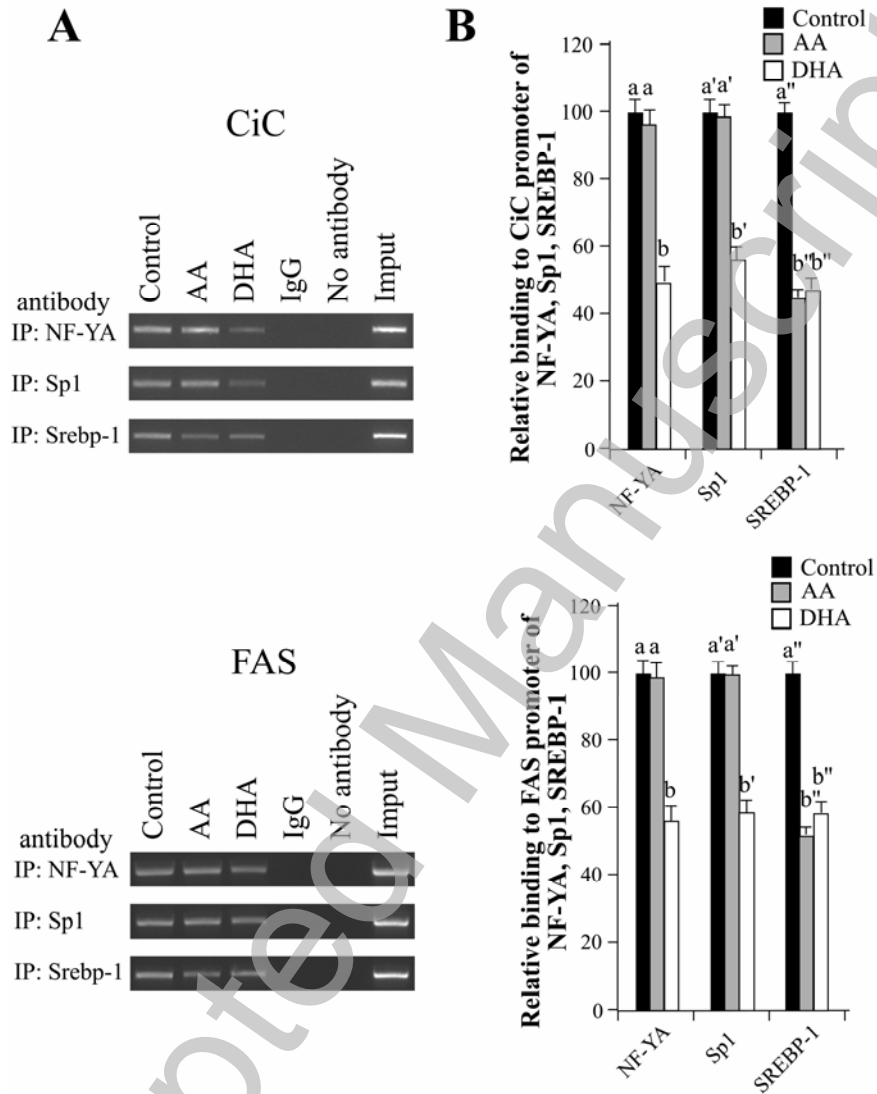 A
CiC
Control
AA
DHA
IgG
No antibody
Imput
antibody
IP: NF-YA
IP: Sp1
IP: Srebp-1
FAS
Control
AA
DHA
IgG
No antibody
Imput
antibody
IP: NF-YA
IP: Sp1
IP: Srebp-1
B
Control
AA
DHA
Relative binding to CiC promoter of
NF-YA, Sp1, SREBP-1
120
100
80
60
40
20
0
a a
b
a' a'
b'
a"
b" b"
NF-YA
Sp1
SREBP-1
Control
AA
DHA
Relative binding to FAS promoter of
NF-YA, Sp1, SREBP-1
120
100
80
60
40
20
0
a a
b
a' a'
b'
a"
b" b"
NF-YA
Sp1
SREBP-1
pted Manuscrip